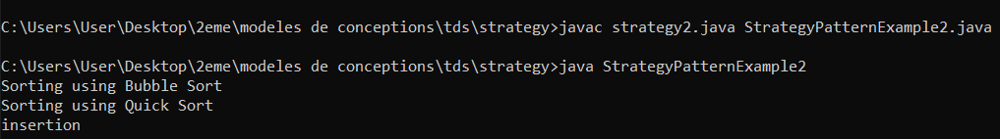 C:\Users\User\Desktop\2eme\modeles de conceptions\tds\strategy>javac strategy2.java StrategyPatternExample2.java
C:\Users\User\Desktop\2eme\modeles de conceptions\tds\strategy>java StrategyPatternExample2
Sorting using Bubble Sort
Sorting using Quick Sort
insertion